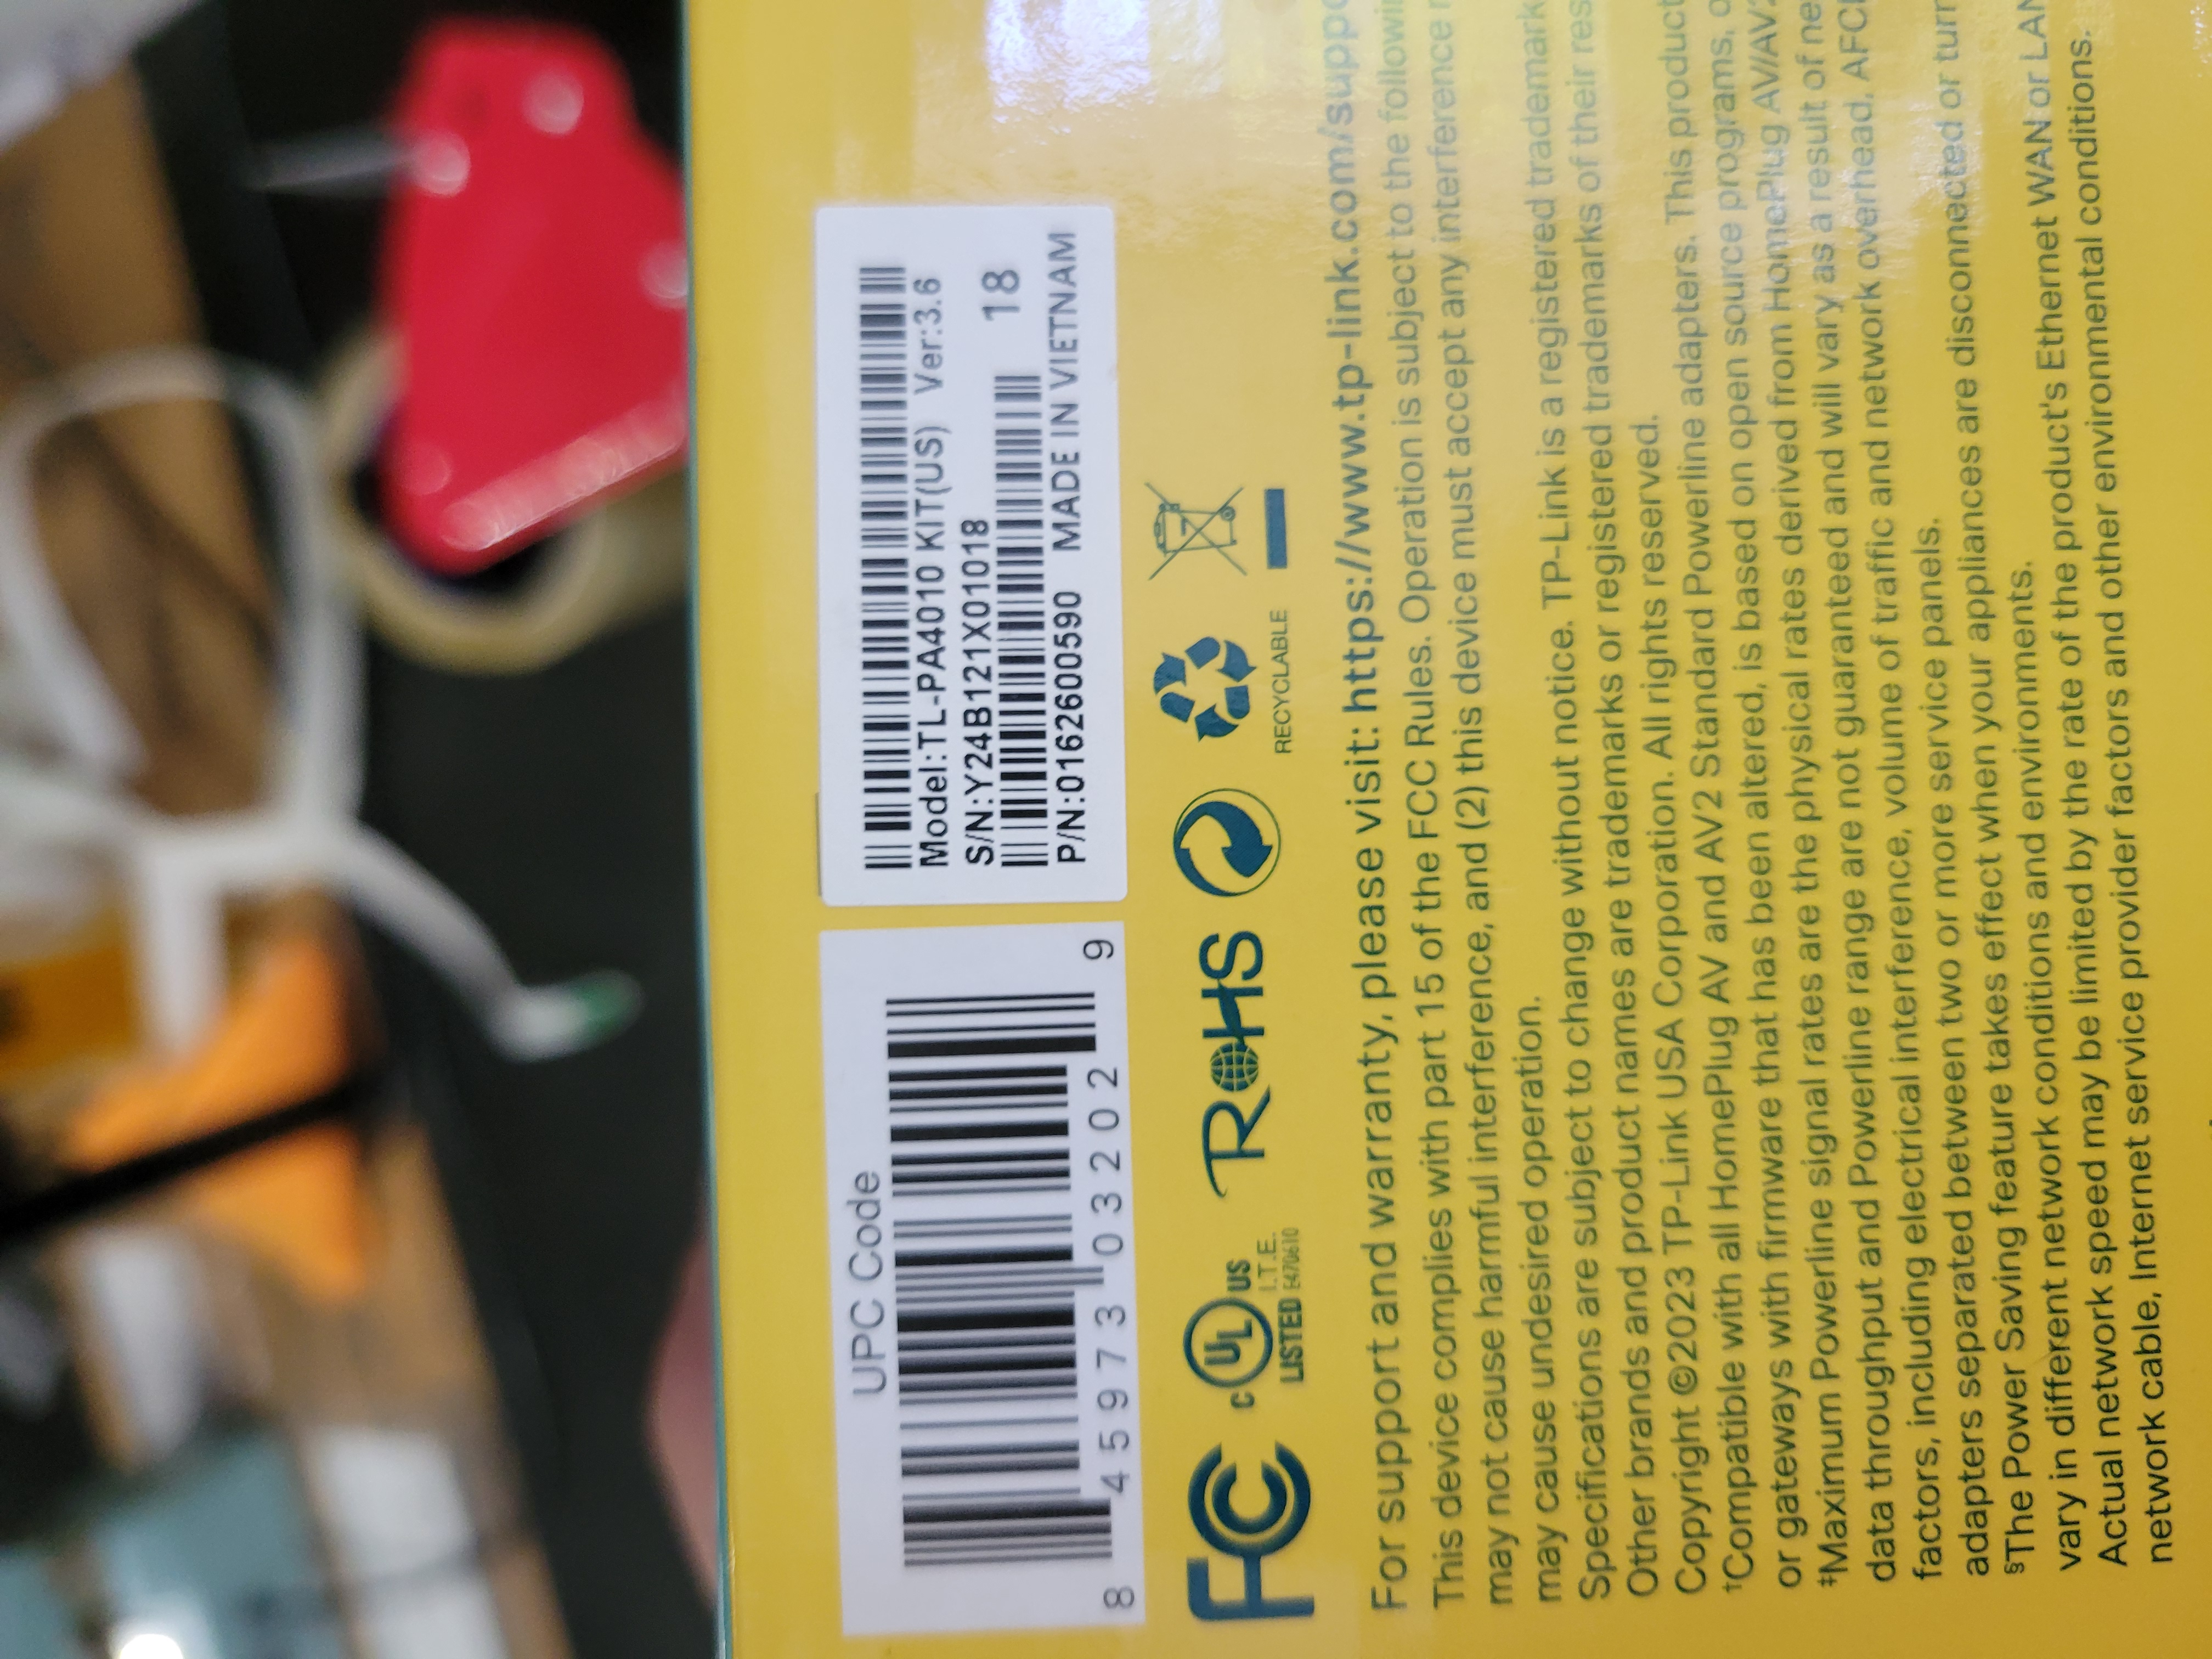 UPC Code
8 45973 03202 9
Model:TL-PA4010 KIT(US) Ver:3.6
S/N:Y24B121X01018
18
P/N:0162600590 MADE IN VIETNAM
FC
C UL US
LISTED I.T.E. E470610
RoHS
RECYCLABLE
For support and warranty, please visit: https://www.tp-link.com/suppo
This device complies with part 15 of the FCC Rules. Operation is subject to the followin
may not cause harmful interference, and (2) this device must accept any interference r
may cause undesired operation.
Specifications are subject to change without notice. TP-Link is a registered trademark
Other brands and product names are trademarks or registered trademarks of their res
Copyright ©2023 TP-Link USA Corporation. All rights reserved.
†Compatible with all HomePlug AV and AV2 Standard Powerline adapters. This product
or gateways with firmware that has been altered, is based on open source programs, o
‡Maximum Powerline signal rates are the physical rates derived from HomePlug AV/AV2
data throughput and Powerline range are not guaranteed and will vary as a result of ne
factors, including electrical interference, volume of traffic and network overhead, AFCI
adapters separated between two or more service panels.
§The Power Saving feature takes effect when your appliances are disconnected or turn
vary in different network conditions and environments.
Actual network speed may be limited by the rate of the product's Ethernet WAN or LAN
network cable, Internet service provider factors and other environmental conditions.